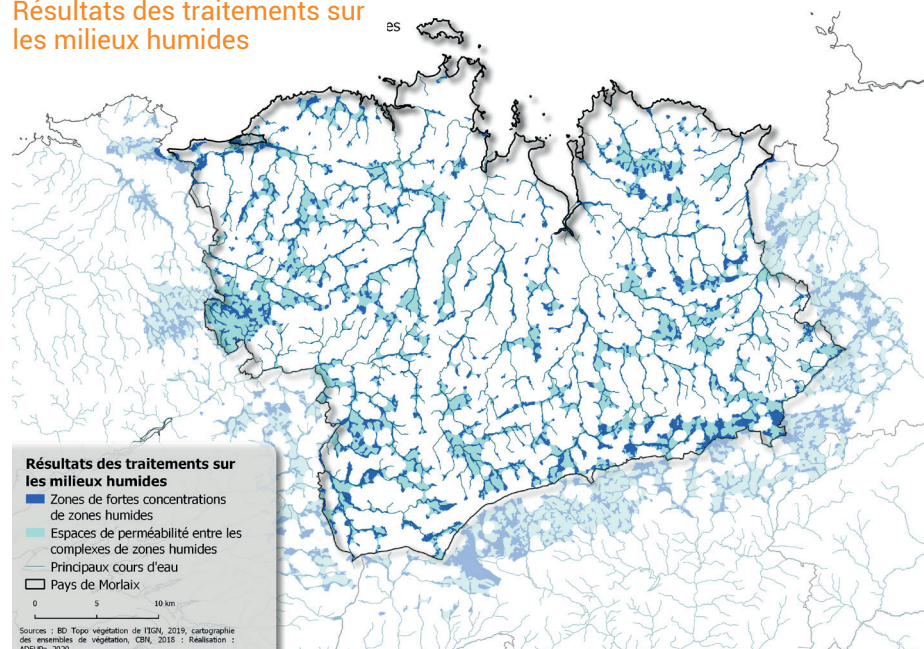 Résultats des traitements sur
les milieux humides
es
Résultats des traitements sur
les milieux humides
Zones de fortes concentrations
de zones humides
Espaces de perméabilité entre les
complexes de zones humides
Principaux cours d'eau
Pays de Morlaix
0 5 10 km
Sources : BD Topo végétation de l'IGN, 2019, cartographie
des ensembles de végétation, CBN, 2018 ; Réalisation :
ADEUPa, 2020